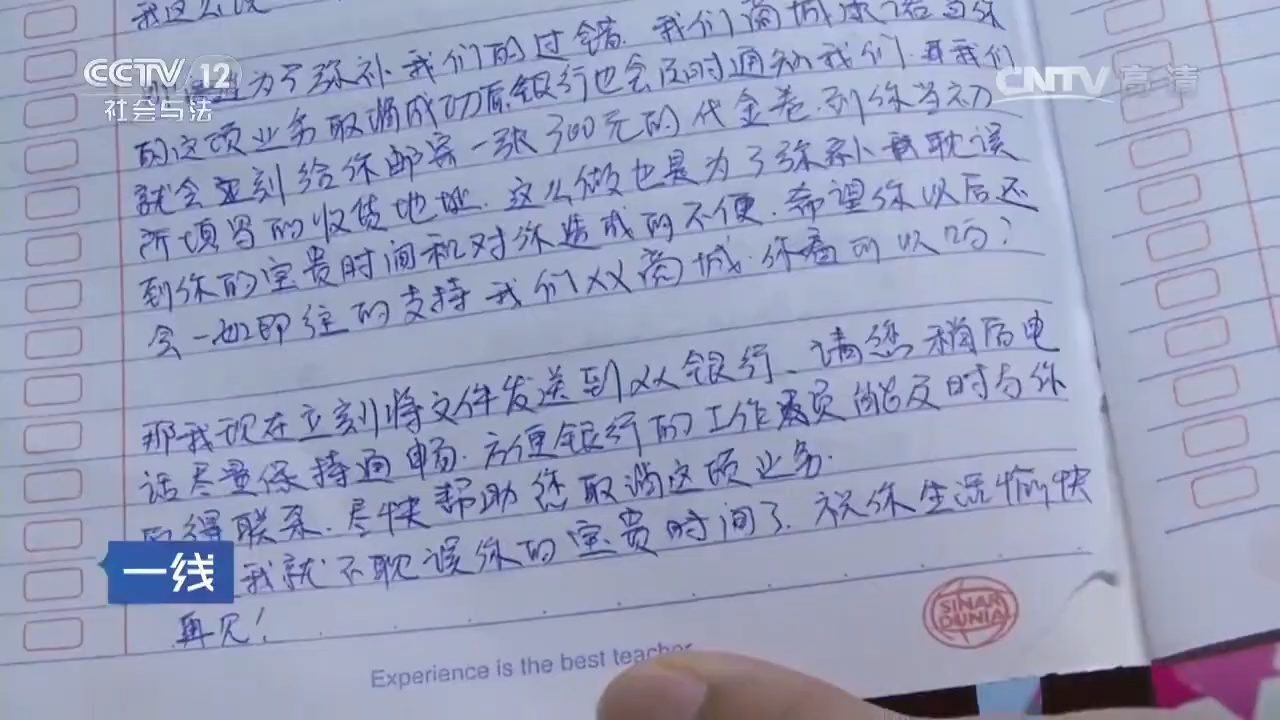 我这么说
为了弥补我们的过错.我们商城承诺与你
的这项业务取消成功后.银行也会及时通知我们.再我们
就会立刻给你邮寄一张300元的代金卷到你当初
所填写的收货地址.这么做也是为了弥补耽误
到你的宝贵时间和对你造成的不便.希望你以后还
会一如即往的支持我们XX商城.你看可以吗?
那我现在立刻将文件发送到XX银行、请您稍后电
话尽量保持通畅.方便银行的工作人员能及时与你
取得联系.尽快帮助您取消这项业务.
我就不耽误你的宝贵时间了.祝你生活愉快
再见!
Experience is the best teacher
SINAR DUNIA
CCTV 12
社会与法
CNTV 高清
一线